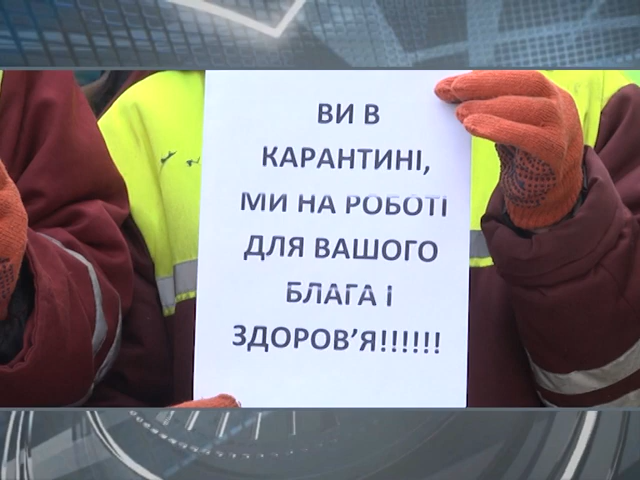 ВИ В
КАРАНТИНІ,
МИ НА РОБОТІ
ДЛЯ ВАШОГО
БЛАГА І
ЗДОРОВ'Я!!!!!!